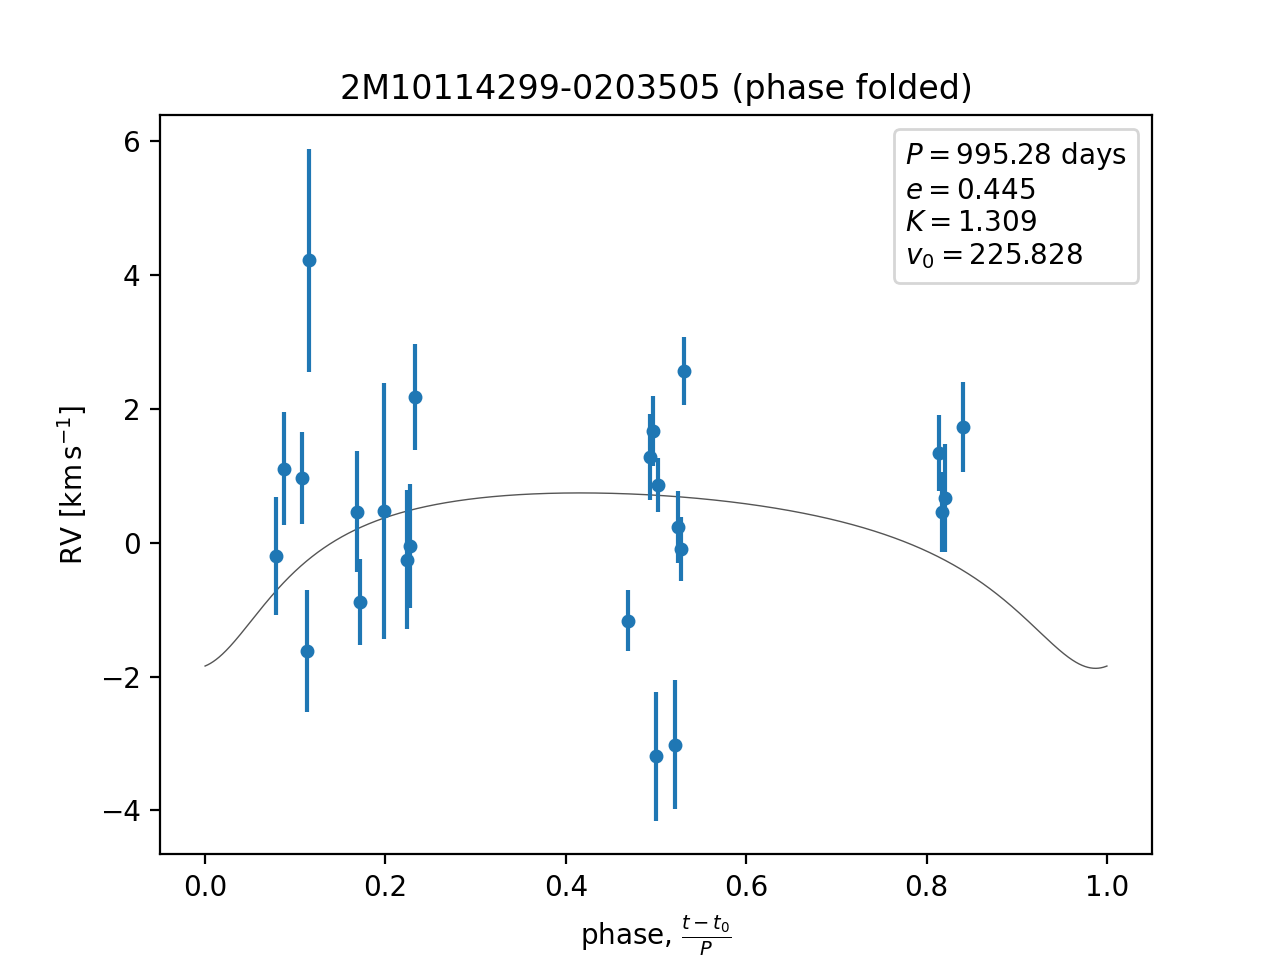 2M10114299-0203505 (phase folded)
P = 995.28 days
e = 0.445
K = 1.309
v₀ = 225.828
6
4
2
0
−2
−4
RV [km s⁻¹]
0.0 0.2 0.4 0.6 0.8 1.0
phase, (t − t₀)/P